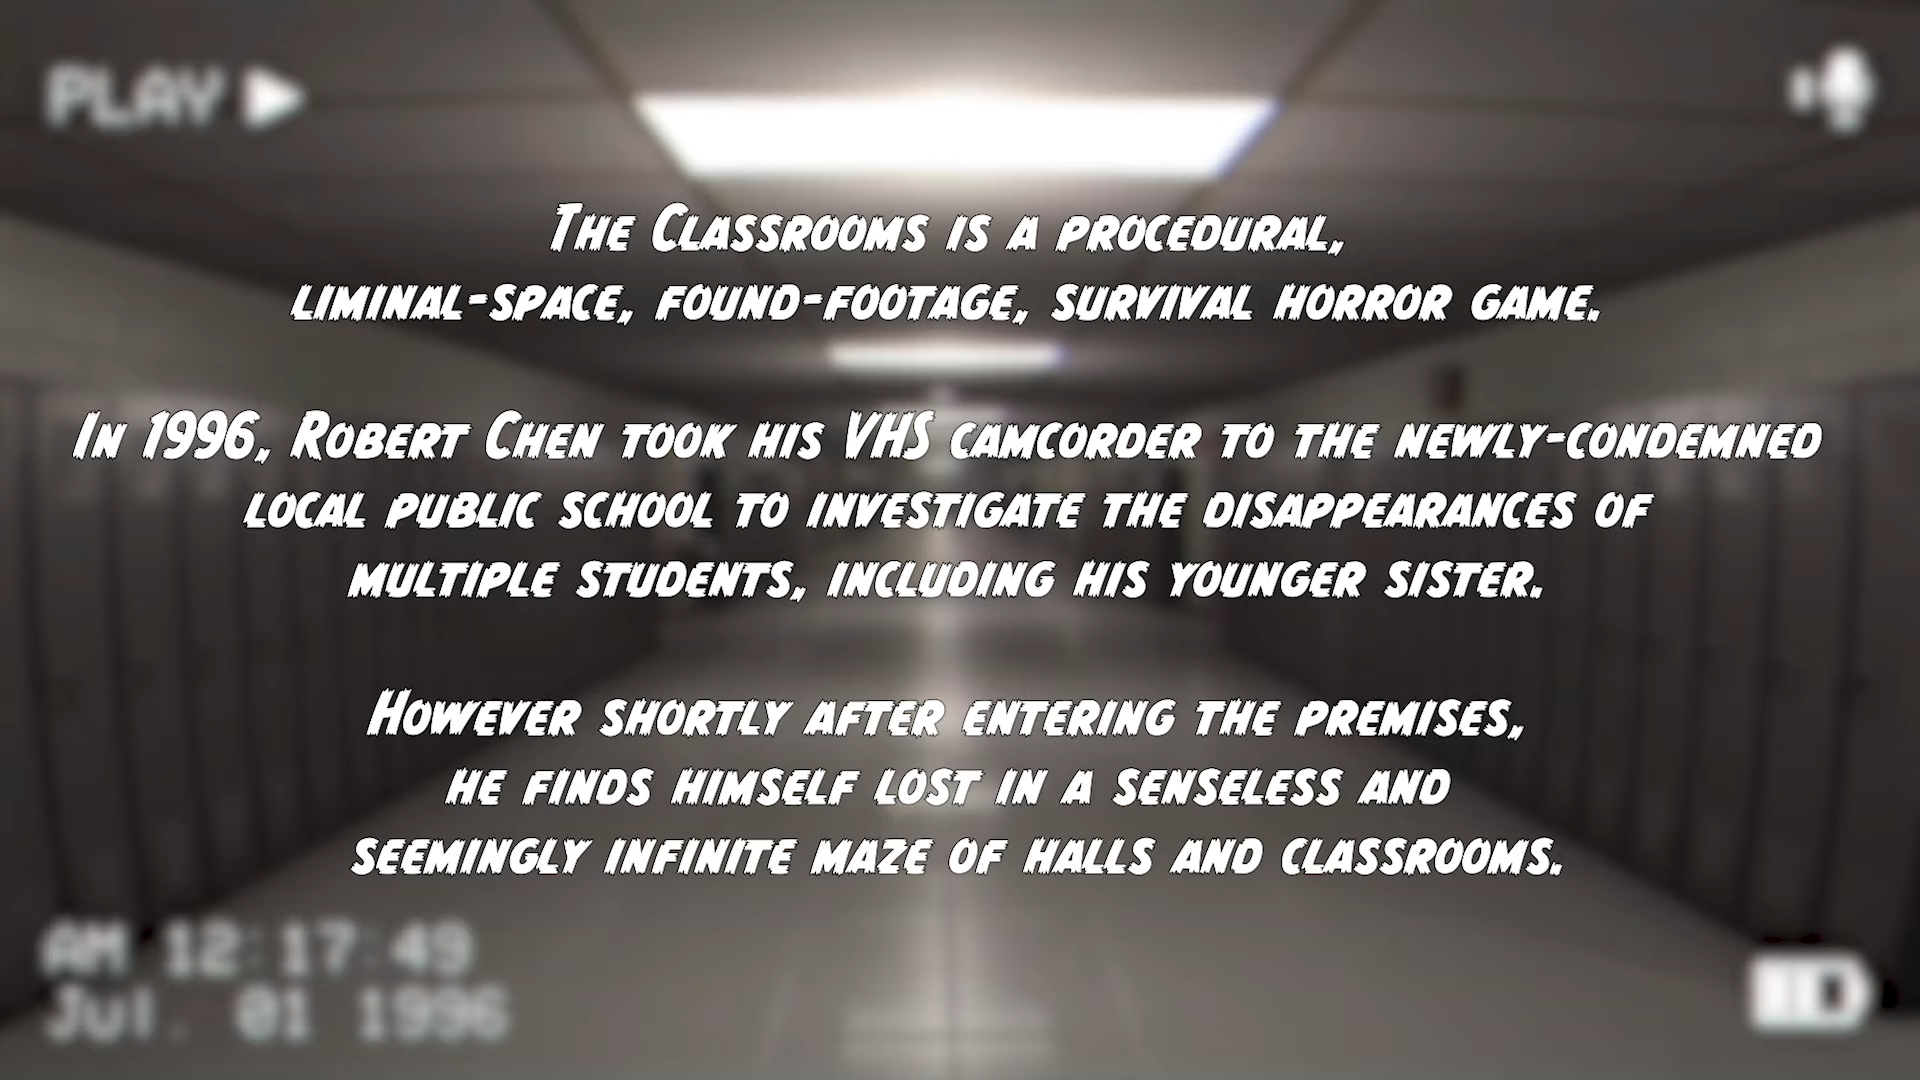 PLAY
The Classrooms is a procedural,
liminal-space, found-footage, survival horror game.
In 1996, Robert Chen took his VHS camcorder to the newly-condemned
local public school to investigate the disappearances of
multiple students, including his younger sister.
However shortly after entering the premises,
he finds himself lost in a senseless and
seemingly infinite maze of halls and classrooms.
AM 12:17:49
Jul. 01 1996